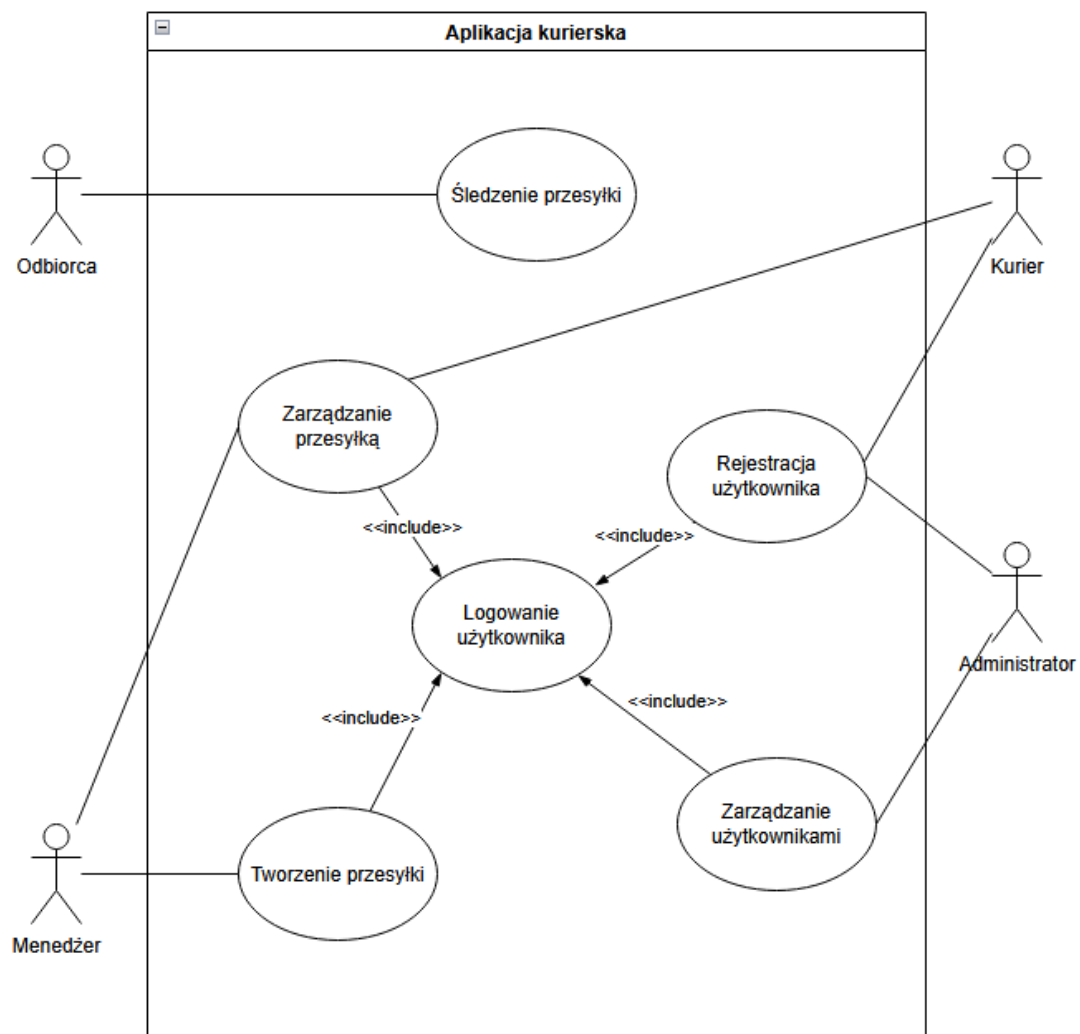 Aplikacja kurierska
Śledzenie przesyłki
Odbiorca
Kurier
Zarządzanie
przesyłką
Rejestracja
użytkownika
<<include>>
<<include>>
Logowanie
użytkownika
Administrator
<<include>>
<<include>>
Zarządzanie
użytkownikami
Tworzenie przesyłki
Menedżer